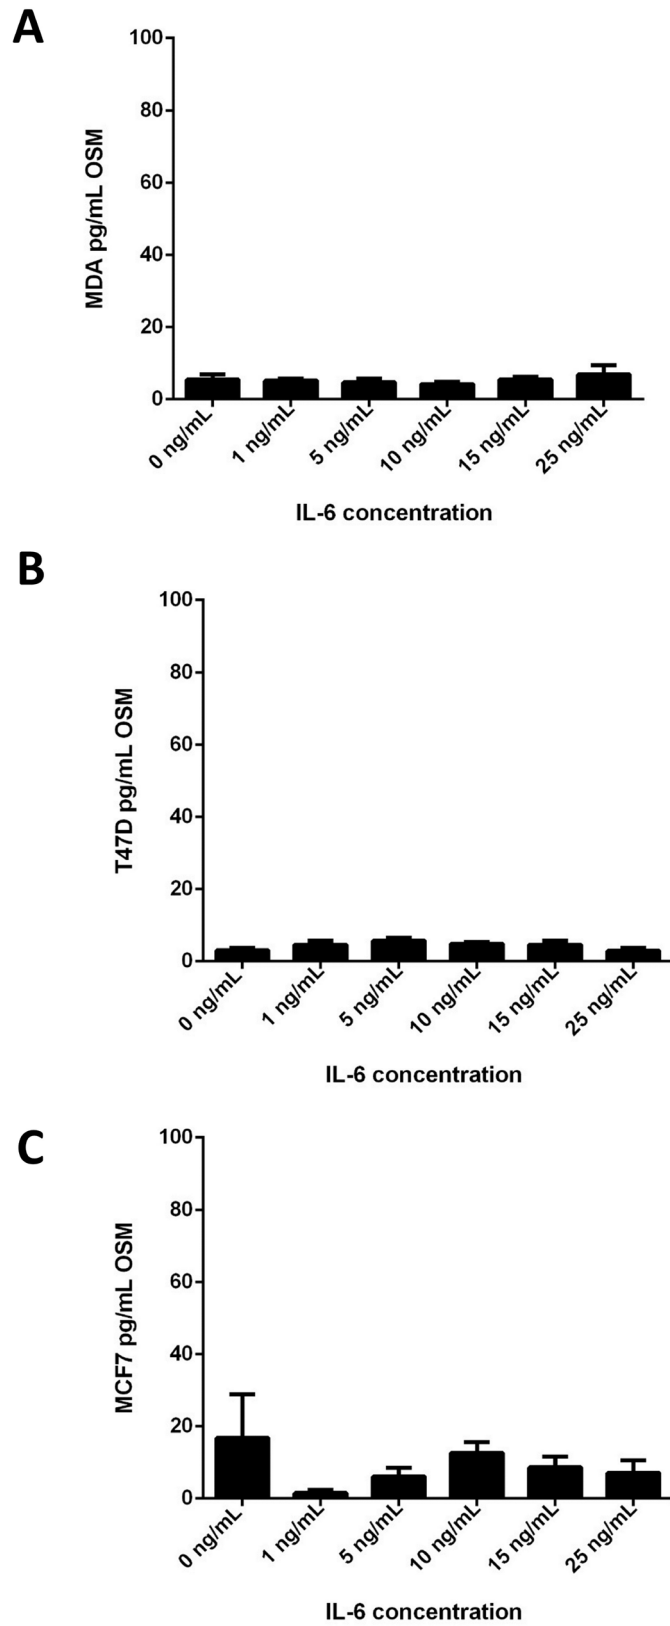 A
MDA pg/mL OSM
100
80
60
40
20
0
0 ng/mL
1 ng/mL
5 ng/mL
10 ng/mL
15 ng/mL
25 ng/mL
IL-6 concentration
B
T47D pg/mL OSM
100
80
60
40
20
0
0 ng/mL
1 ng/mL
5 ng/mL
10 ng/mL
15 ng/mL
25 ng/mL
IL-6 concentration
C
MCF7 pg/mL OSM
100
80
60
40
20
0
0 ng/mL
1 ng/mL
5 ng/mL
10 ng/mL
15 ng/mL
25 ng/mL
IL-6 concentration